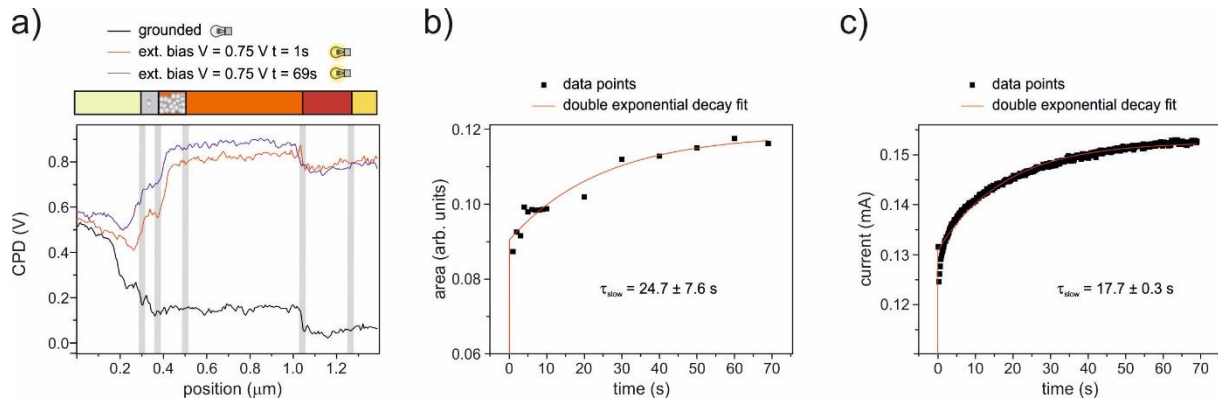 a)
grounded
ext. bias V = 0.75 V t = 1s
ext. bias V = 0.75 V t = 69s
CPD (V)
0.8
0.6
0.4
0.2
0.0
0.2 0.4 0.6 0.8 1.0 1.2
position (μm)
b)
data points
double exponential decay fit
area (arb. units)
0.12
0.10
0.08
0.06
τslow = 24.7 ± 7.6 s
0 10 20 30 40 50 60 70
time (s)
c)
data points
double exponential decay fit
current (mA)
0.15
0.14
0.13
0.12
τslow = 17.7 ± 0.3 s
0 10 20 30 40 50 60 70
time (s)